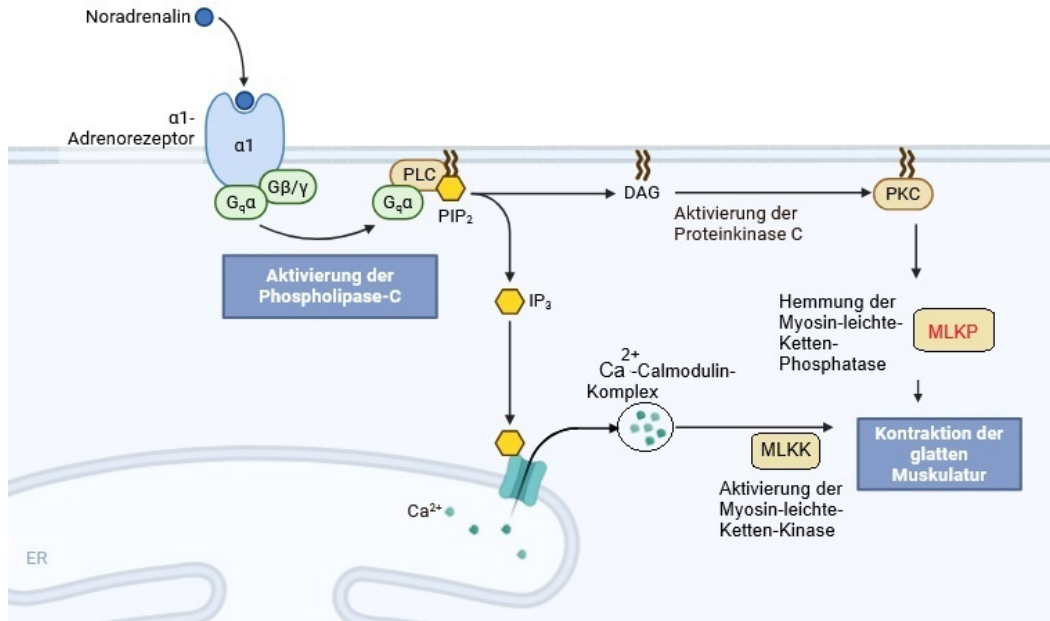 Noradrenalin
α1-
Adrenorezeptor
α1
Gqα
Gβ/γ
PLC
Gqα
PIP2
DAG
Aktivierung der
Proteinkinase C
PKC
Aktivierung der
Phospholipase-C
IP3
Hemmung der
Myosin-leichte-
Ketten-
Phosphatase
MLKP
Ca2+-Calmodulin-
Komplex
MLKK
Kontraktion der
glatten
Muskulatur
Aktivierung der
Myosin-leichte-
Ketten-Kinase
Ca2+
ER